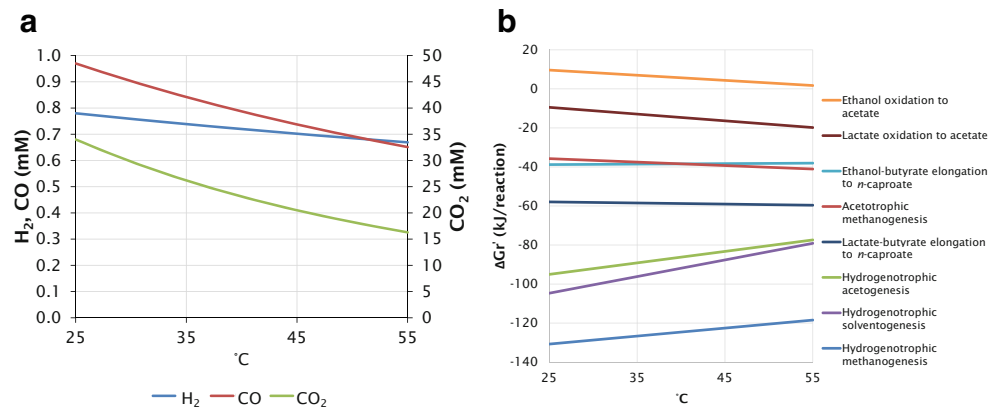 a
H₂, CO (mM)
1.0
0.9
0.8
0.7
0.6
0.5
0.4
0.3
0.2
0.1
0.0
50
45
40
35
30
25
20
15
10
5
0
CO₂ (mM)
25
35
45
55
°C
H₂
CO
CO₂
b
ΔGr' (kJ/reaction)
20
0
-20
-40
-60
-80
-100
-120
-140
25
35
45
55
°C
Ethanol oxidation to
acetate
Lactate oxidation to acetate
Ethanol-butyrate elongation
to n-caproate
Acetotrophic
methanogenesis
Lactate-butyrate elongation
to n-caproate
Hydrogenotrophic
acetogenesis
Hydrogenotrophic
solventogenesis
Hydrogenotrophic
methanogenesis